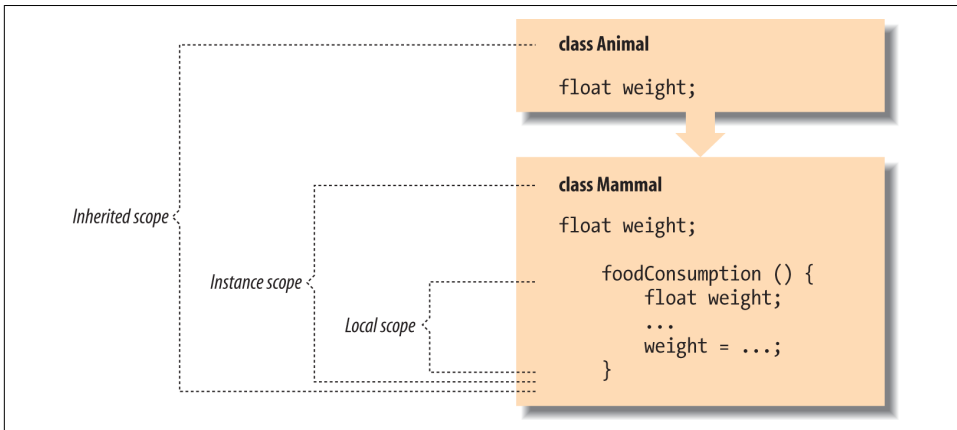 class Animal
float weight;
class Mammal
Inherited scope
float weight;
foodConsumption () {
Instance scope
float weight;
Local scope
...
weight = ...;
}